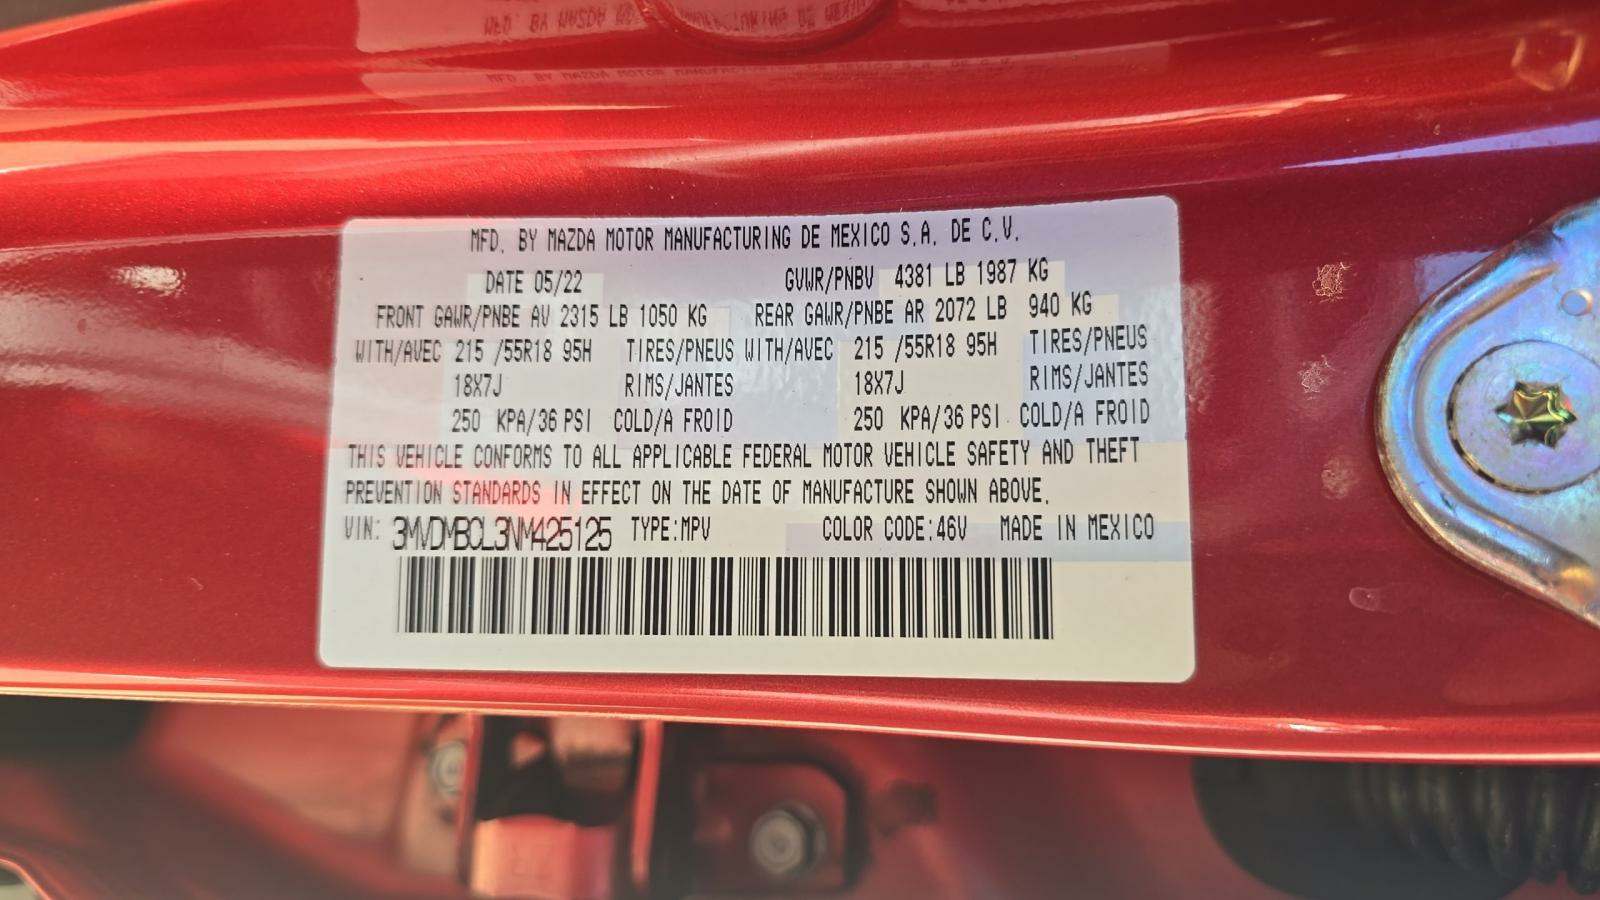 MFD. BY MAZDA MOTOR MANUFACTURING DE MEXICO S.A. DE C.V.
DATE 05/22 GVWR/PNBV 4381 LB 1987 KG
FRONT GAWR/PNBE AV 2315 LB 1050 KG REAR GAWR/PNBE AR 2072 LB 940 KG
WITH/AVEC 215 /55R18 95H TIRES/PNEUS WITH/AVEC 215 /55R18 95H TIRES/PNEUS
18X7J RIMS/JANTES 18X7J RIMS/JANTES
250 KPA/36 PSI COLD/A FROID 250 KPA/36 PSI COLD/A FROID
THIS VEHICLE CONFORMS TO ALL APPLICABLE FEDERAL MOTOR VEHICLE SAFETY AND THEFT
PREVENTION STANDARDS IN EFFECT ON THE DATE OF MANUFACTURE SHOWN ABOVE.
VIN: 3MVDMBCL3NM425125 TYPE:MPV COLOR CODE:46V MADE IN MEXICO